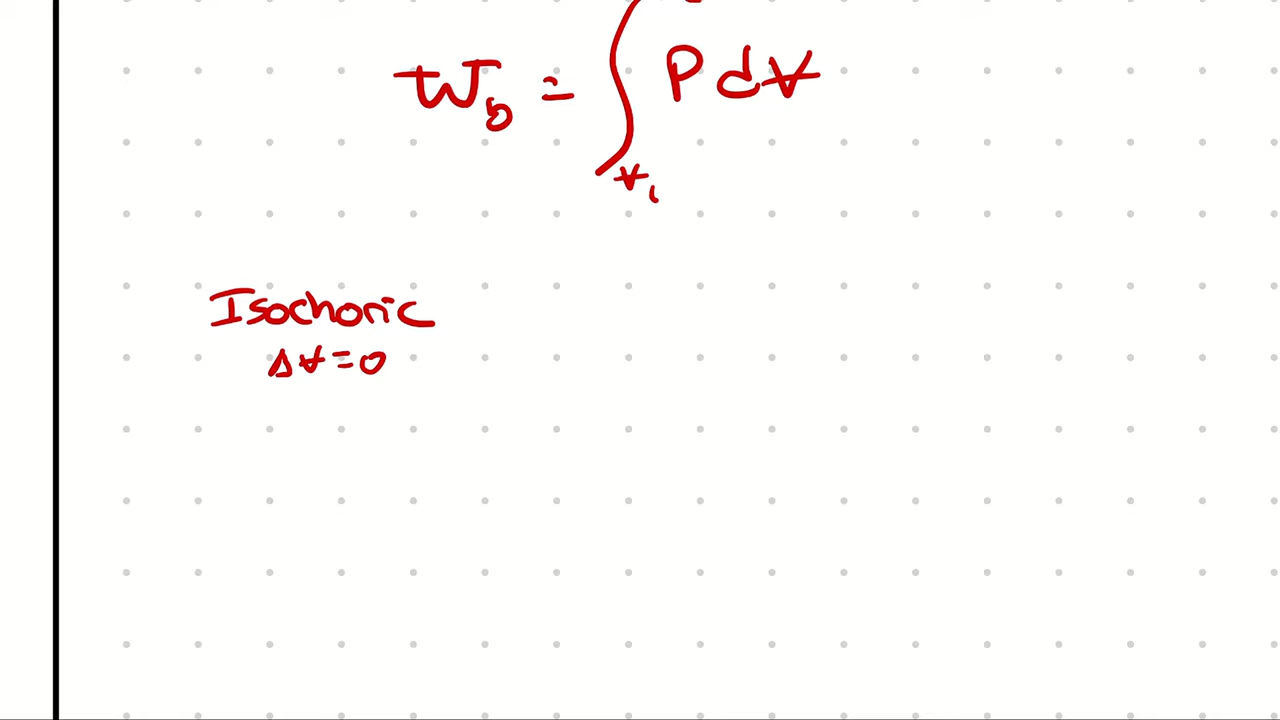 W_b = ∫ P dV
V_1
Isochoric
ΔV = 0